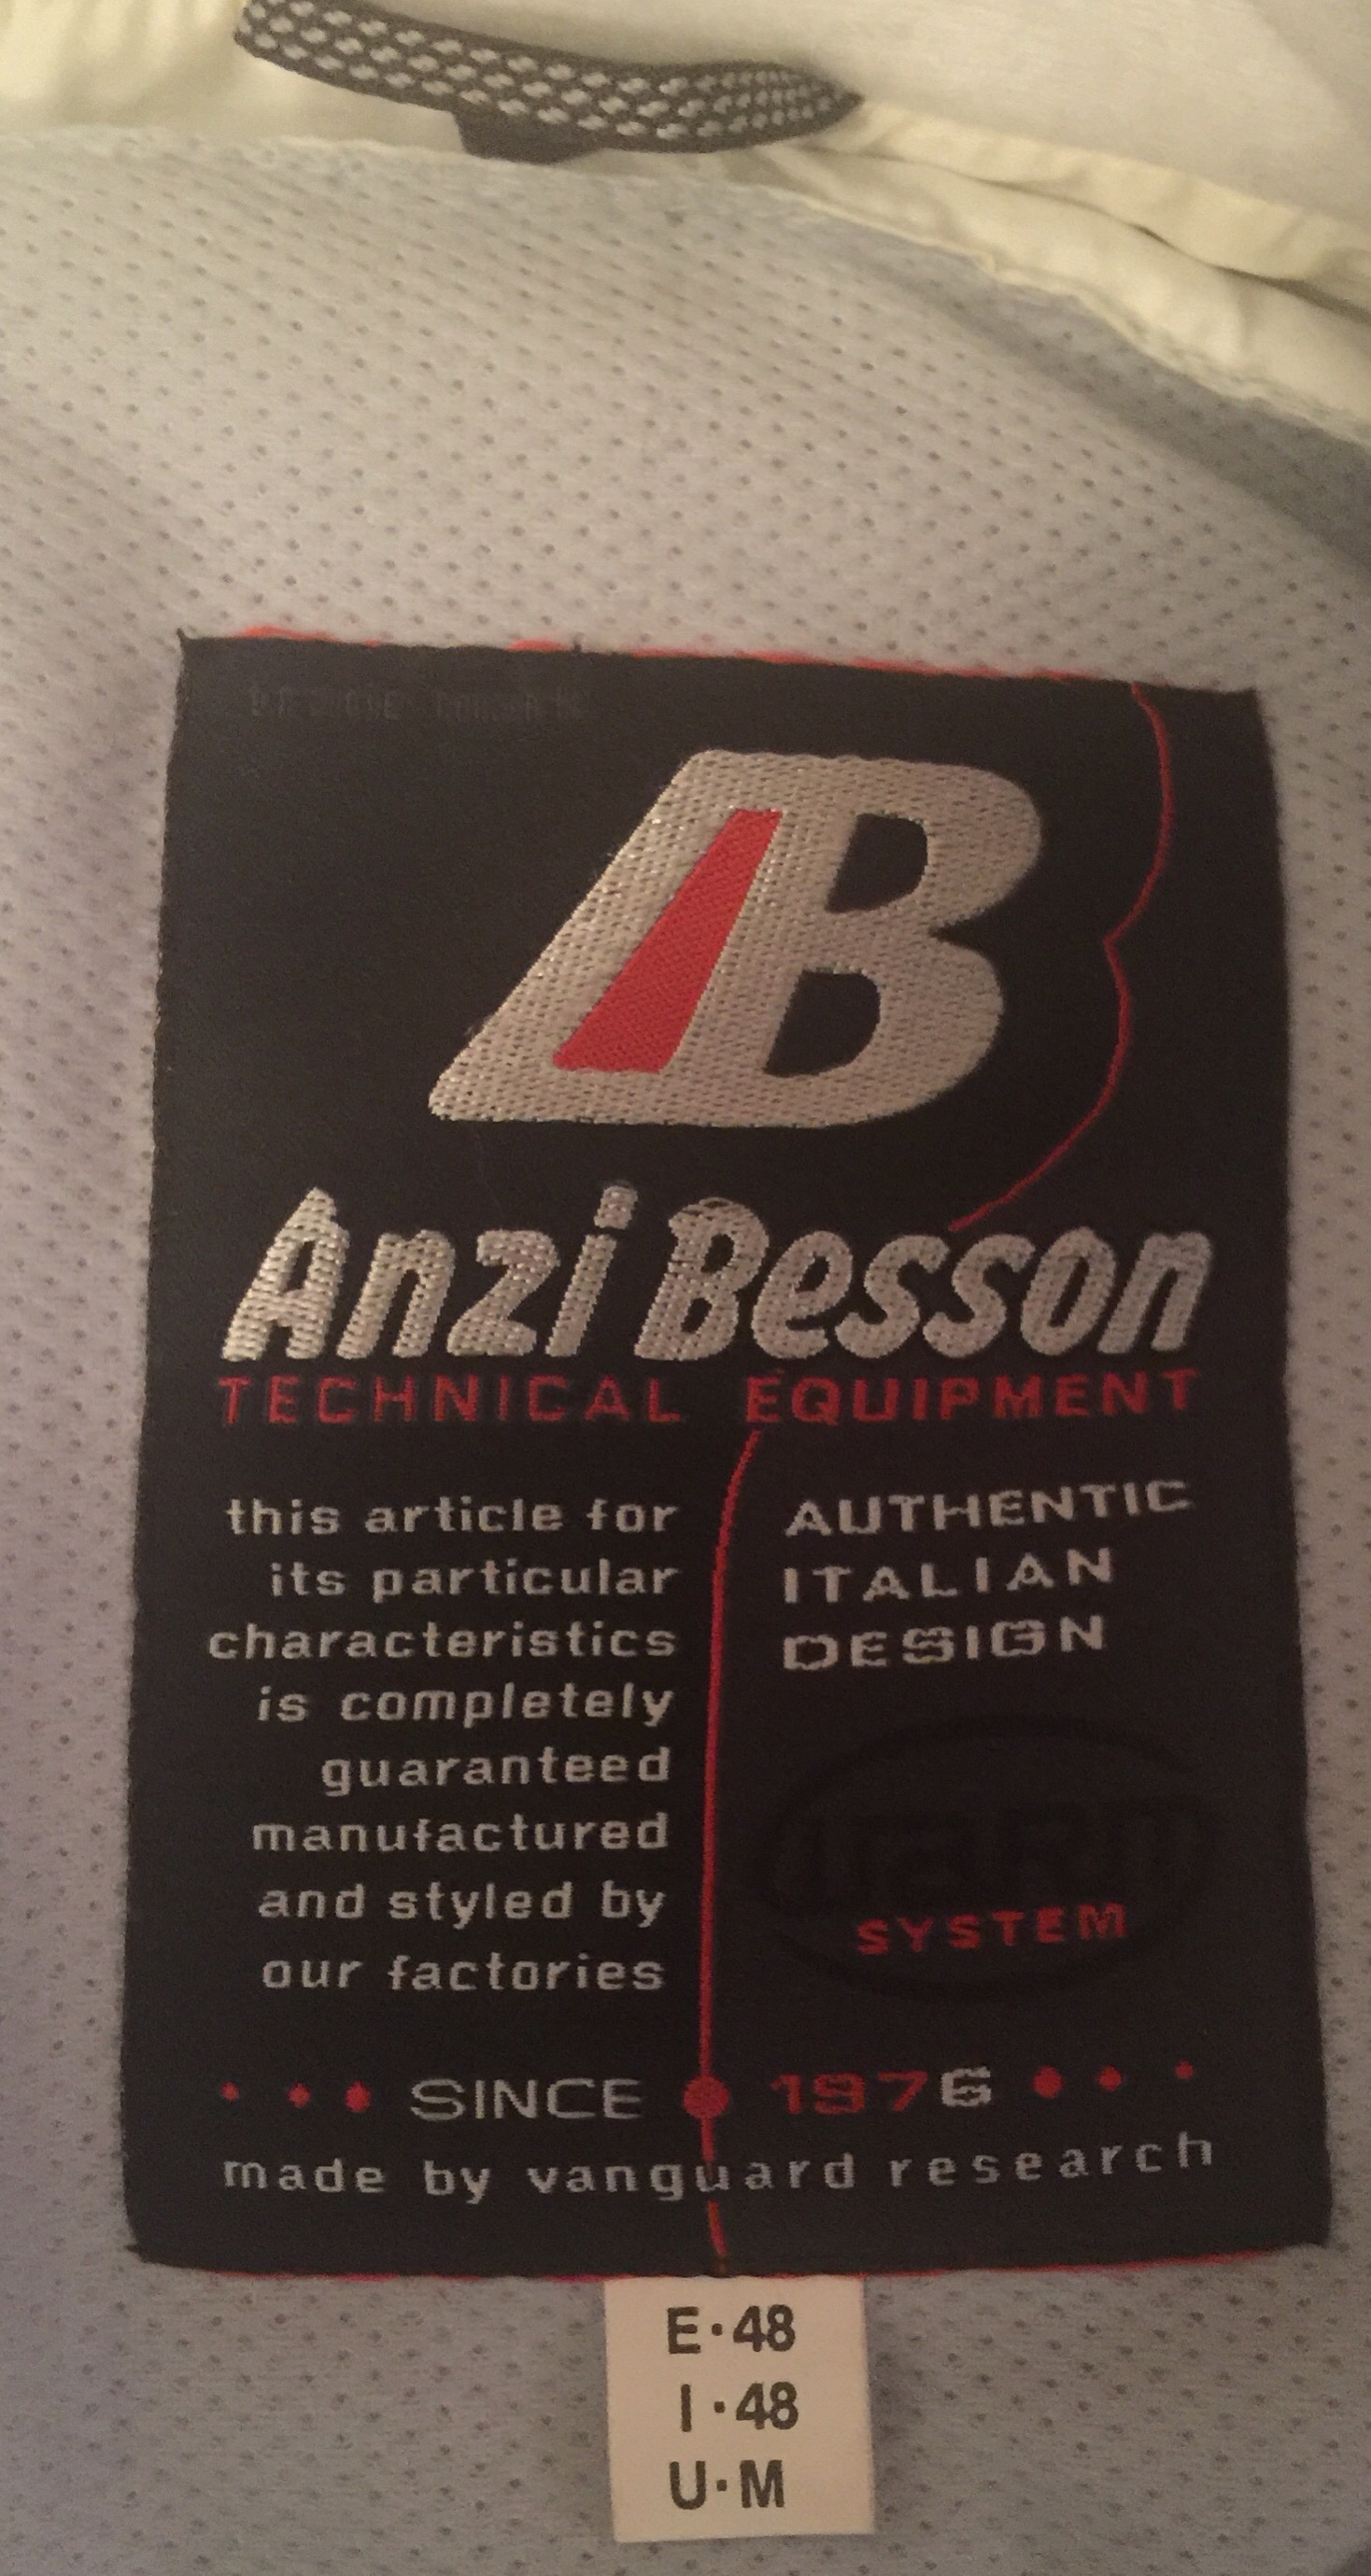 B
Anzi Besson
TECHNICAL EQUIPMENT
this article for
its particular
characteristics
is completely
guaranteed
manufactured
and styled by
our factories
AUTHENTIC
ITALIAN
DESIGN
SYSTEM
SINCE 1976
made by vanguard research
E·48
I·48
U·M